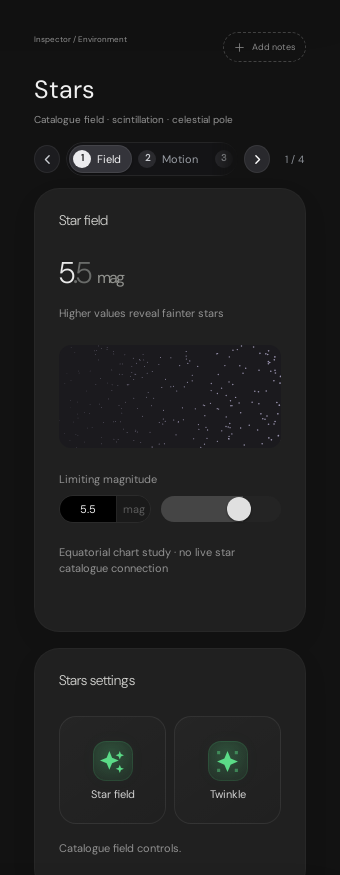 Inspector / Environment
Add notes
Stars
Catalogue field · scintillation · celestial pole
1 Field 2 Motion 3 1 / 4
Star field
5.5 mag
Higher values reveal fainter stars
Limiting magnitude
5.5 mag
Equatorial chart study · no live star
catalogue connection
Stars settings
Star field Twinkle
Catalogue field controls.